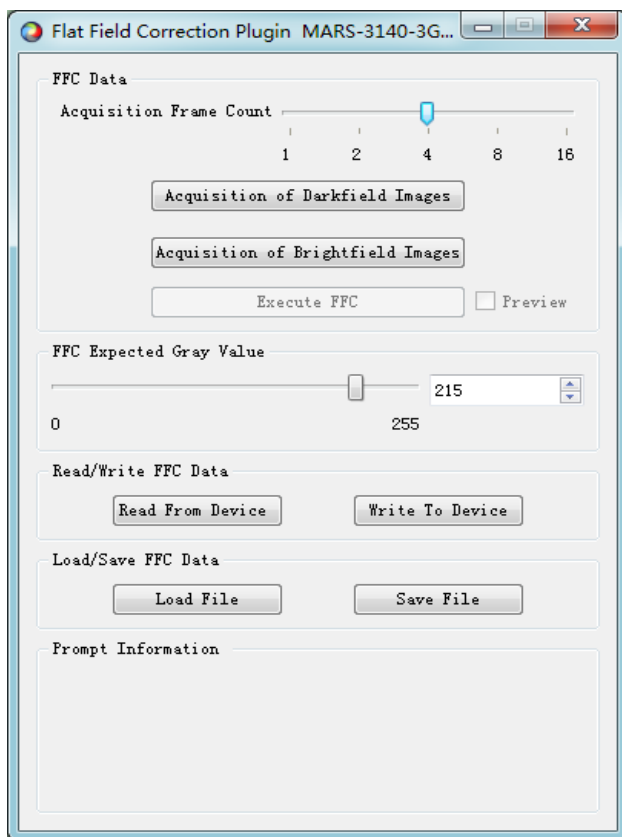 Flat Field Correction Plugin MARS-3140-3G...
FFC Data
Acquisition Frame Count
1 2 4 8 16
Acquisition of Darkfield Images
Acquisition of Brightfield Images
Execute FFC Preview
FFC Expected Gray Value
215
0 255
Read/Write FFC Data
Read From Device Write To Device
Load/Save FFC Data
Load File Save File
Prompt Information